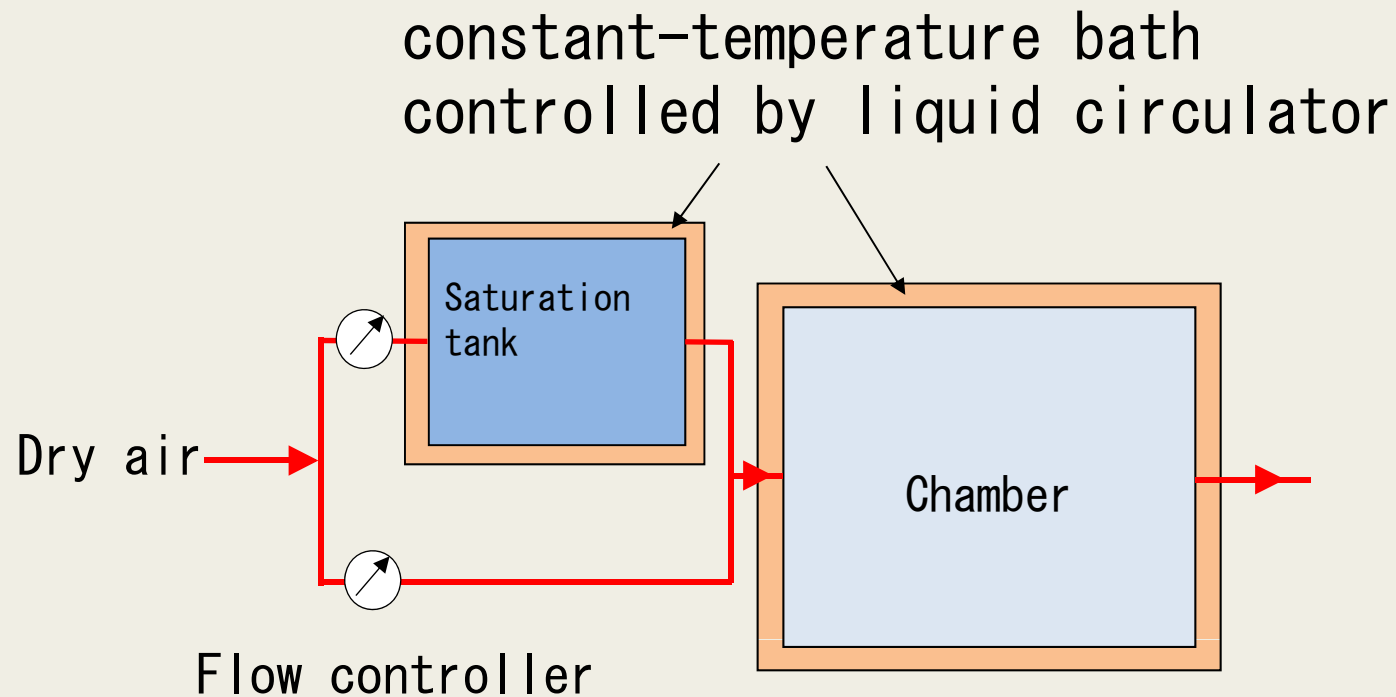 constant-temperature bath
controlled by liquid circulator
Saturation
tank
Dry air
Chamber
Flow controller